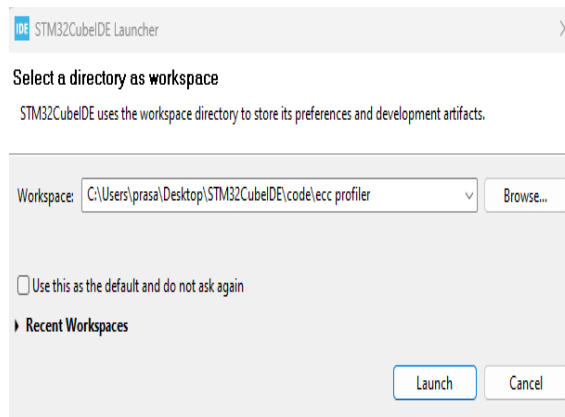 IDE STM32CubeIDE Launcher
Select a directory as workspace
STM32CubeIDE uses the workspace directory to store its preferences and development artifacts.
Workspace: C:\Users\prasa\Desktop\STM32CubeIDE\code\ecc profiler Browse...
Use this as the default and do not ask again
Recent Workspaces
Launch Cancel